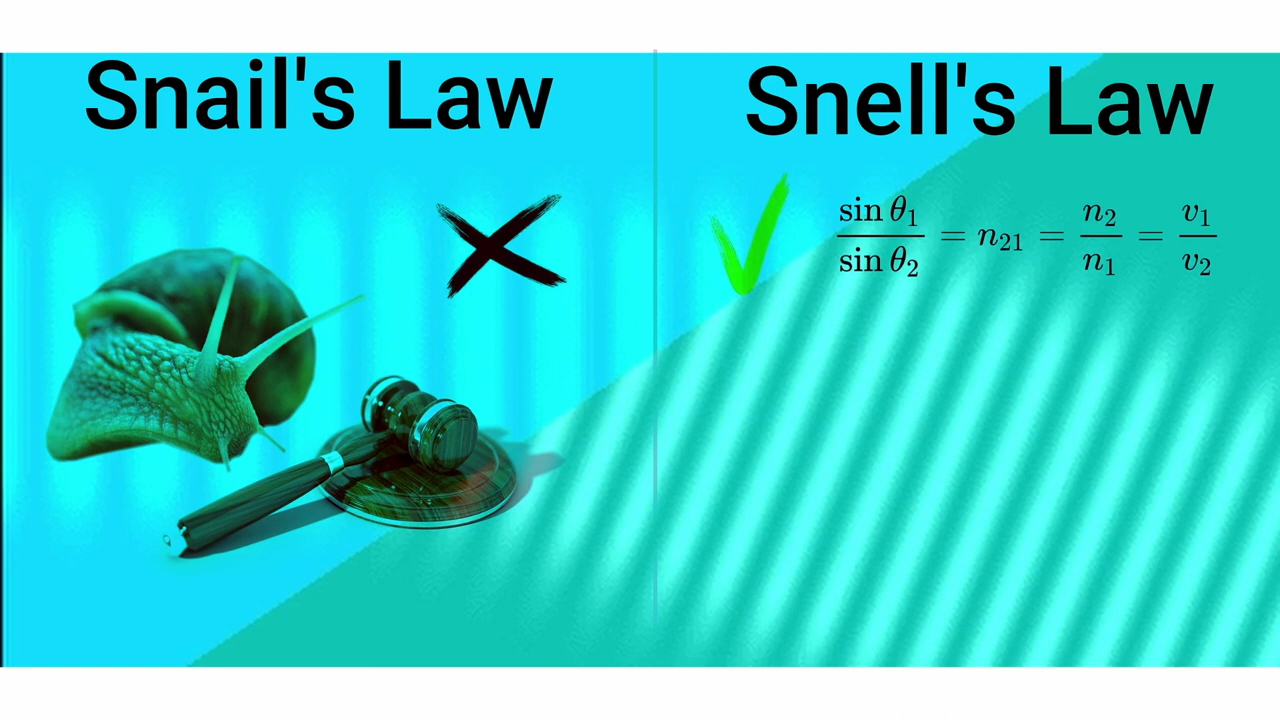 Snail's Law
Snell's Law
sin θ₁ / sin θ₂ = n₂₁ = n₂ / n₁ = v₁ / v₂